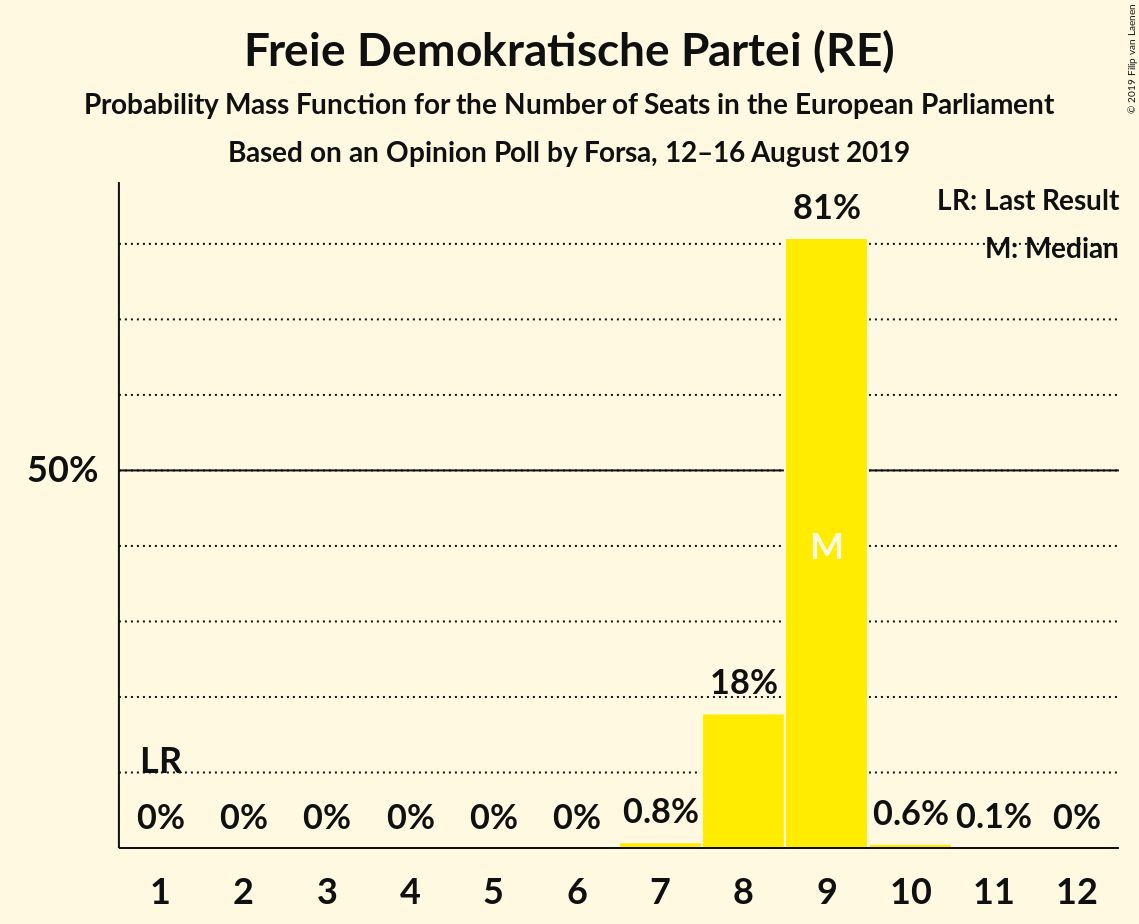 Freie Demokratische Partei (RE)
Probability Mass Function for the Number of Seats in the European Parliament
Based on an Opinion Poll by Forsa, 12–16 August 2019
© 2019 Filip van Laenen
LR: Last Result
M: Median
81%
50%
M
18%
LR
0% 0% 0% 0% 0% 0% 0.8% 0.6% 0.1% 0%
1 2 3 4 5 6 7 8 9 10 11 12